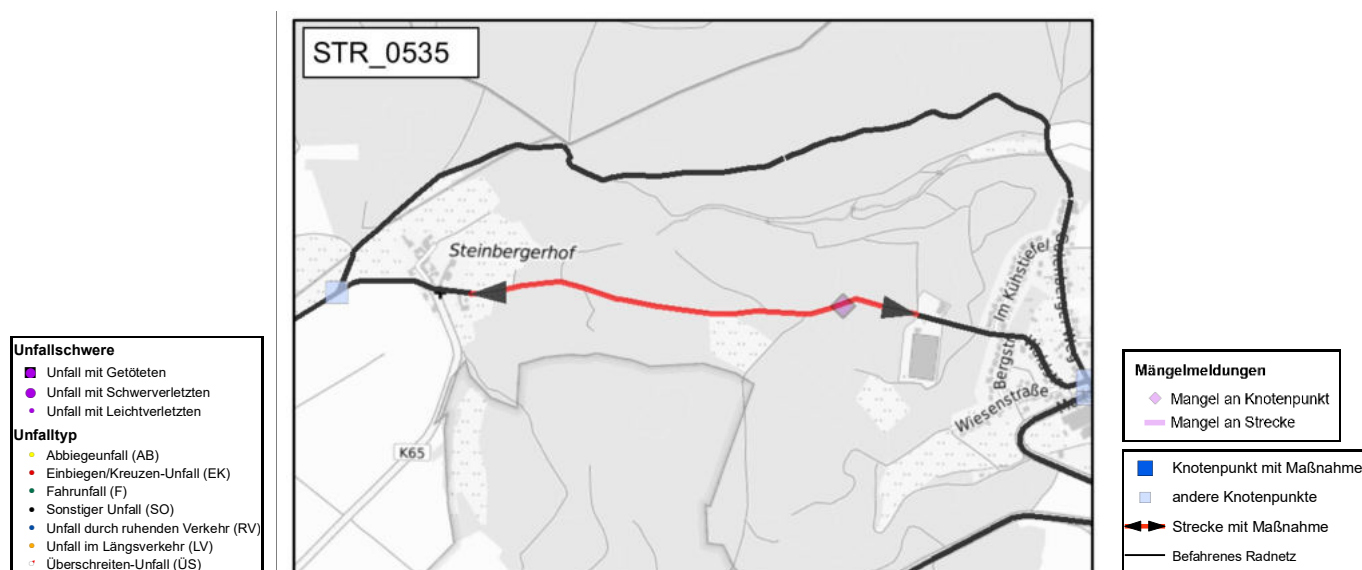 STR_0535
Steinbergerhof
Im Kühstiefel
Bergstr
Wiesenstraße
K65
Unfallschwere
Unfall mit Getöteten
Unfall mit Schwerverletzten
Unfall mit Leichtverletzten
Unfalltyp
Abbiegeunfall (AB)
Einbiegen/Kreuzen-Unfall (EK)
Fahrunfall (F)
Sonstiger Unfall (SO)
Unfall durch ruhenden Verkehr (RV)
Unfall im Längsverkehr (LV)
Überschreiten-Unfall (ÜS)
Mängelmeldungen
Mangel an Knotenpunkt
Mangel an Strecke
Knotenpunkt mit Maßnahme
andere Knotenpunkte
Strecke mit Maßnahme
Befahrenes Radnetz